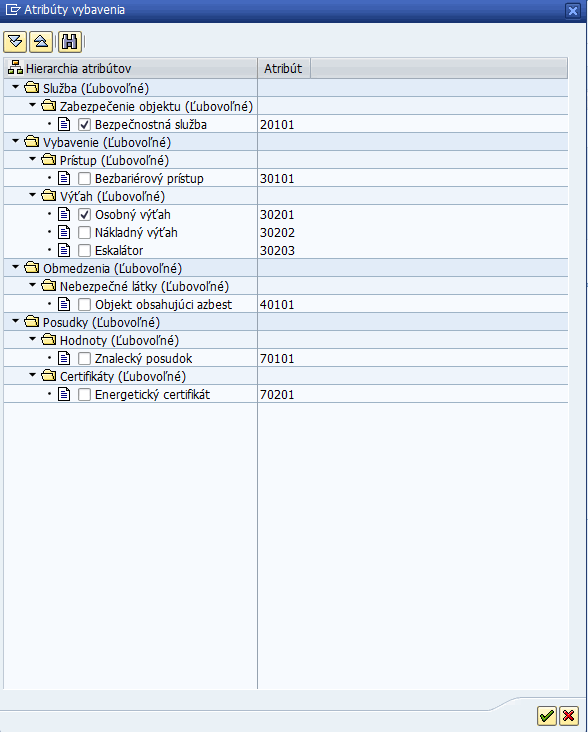 Atribúty vybavenia
Hierarchia atribútov Atribút
Služba (Ľubovoľné)
Zabezpečenie objektu (Ľubovoľné)
Bezpečnostná služba 20101
Vybavenie (Ľubovoľné)
Prístup (Ľubovoľné)
Bezbariérový prístup 30101
Výťah (Ľubovoľné)
Osobný výťah 30201
Nákladný výťah 30202
Eskalátor 30203
Obmedzenia (Ľubovoľné)
Nebezpečné látky (Ľubovoľné)
Objekt obsahujúci azbest 40101
Posudky (Ľubovoľné)
Hodnoty (Ľubovoľné)
Znalecký posudok 70101
Certifikáty (Ľubovoľné)
Energetický certifikát 70201